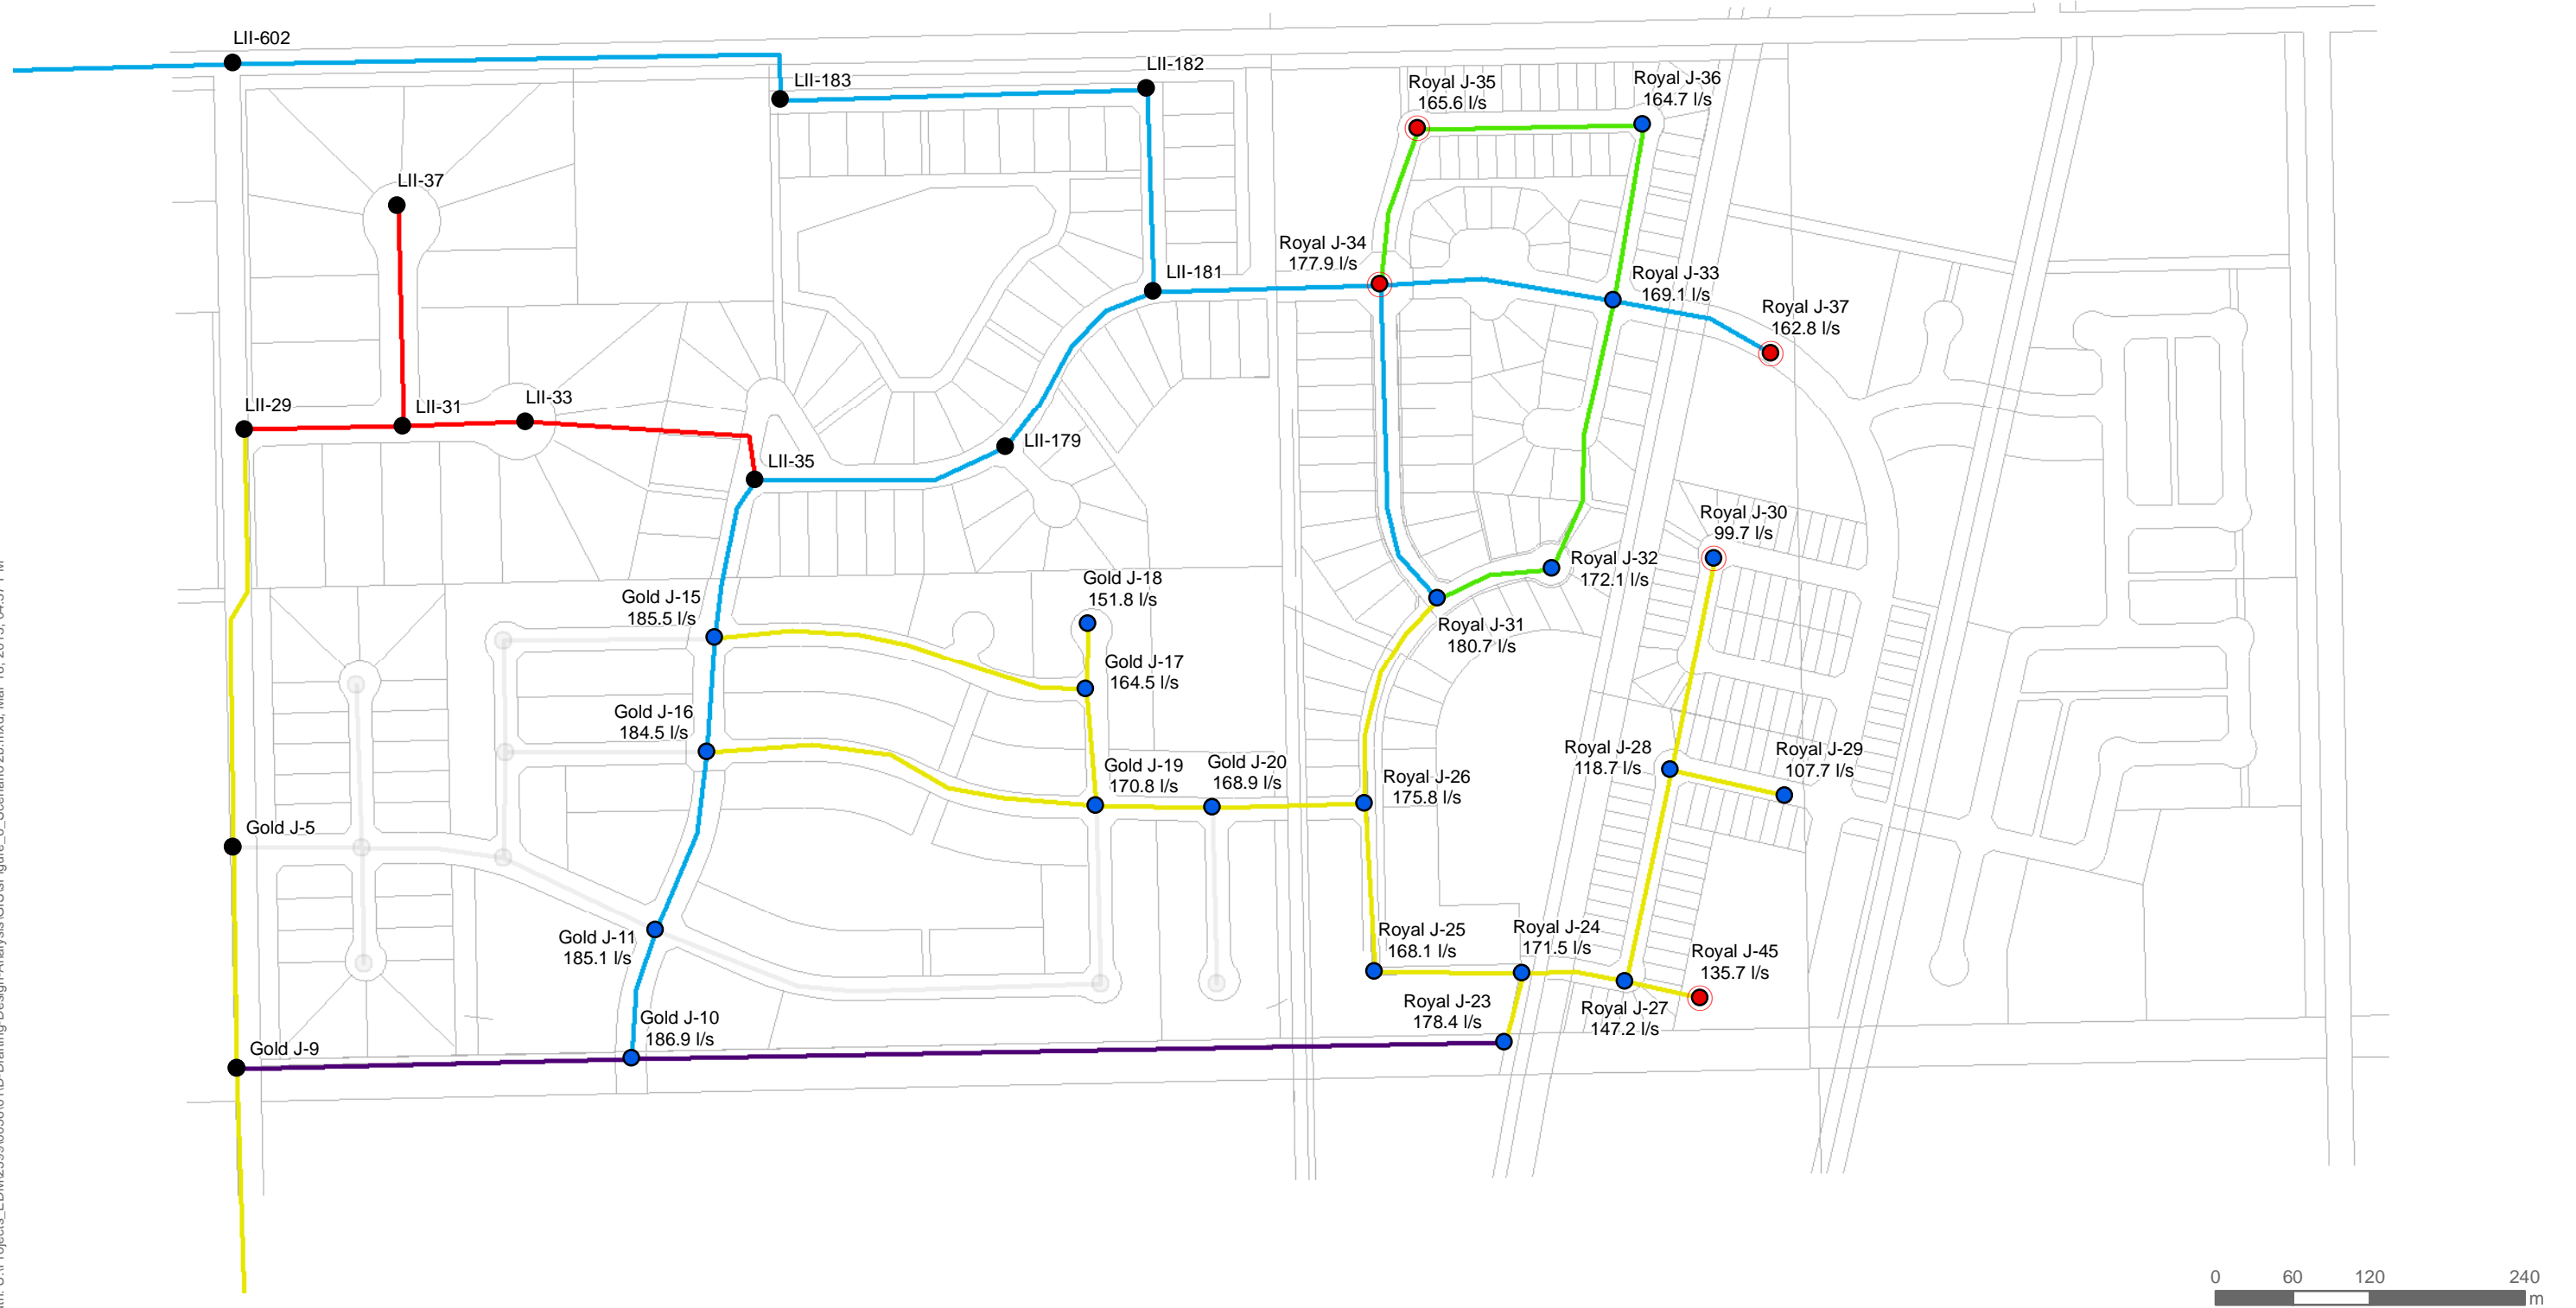 LII-602
LII-183
LII-182
Royal J-35
165.6 l/s
Royal J-36
164.7 l/s
LII-37
Royal J-34
177.9 l/s
LII-181
Royal J-33
169.1 l/s
Royal J-37
162.8 l/s
LII-29
LII-31
LII-33
LII-35
LII-179
Royal J-30
99.7 l/s
Royal J-32
172.1 l/s
Gold J-18
151.8 l/s
Gold J-15
185.5 l/s
Royal J-31
180.7 l/s
Gold J-17
164.5 l/s
Gold J-16
184.5 l/s
Royal J-28
118.7 l/s
Royal J-29
107.7 l/s
Gold J-19
170.8 l/s
Gold J-20
168.9 l/s
Royal J-26
175.8 l/s
Gold J-5
Gold J-11
185.1 l/s
Royal J-25
168.1 l/s
Royal J-24
171.5 l/s
Royal J-45
135.7 l/s
Royal J-23
178.4 l/s
Royal J-27
147.2 l/s
Gold J-10
186.9 l/s
Gold J-9
0 60 120 240
m